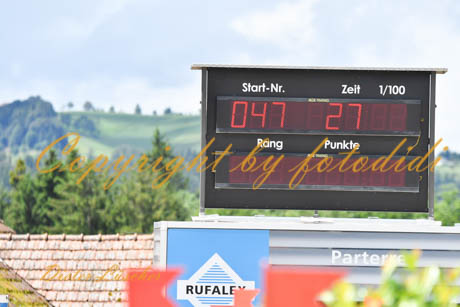 Start-Nr. Zeit 1/100
047 27
Rang Punkte
Copyright by fotodidi
Parterre
RUFALEX